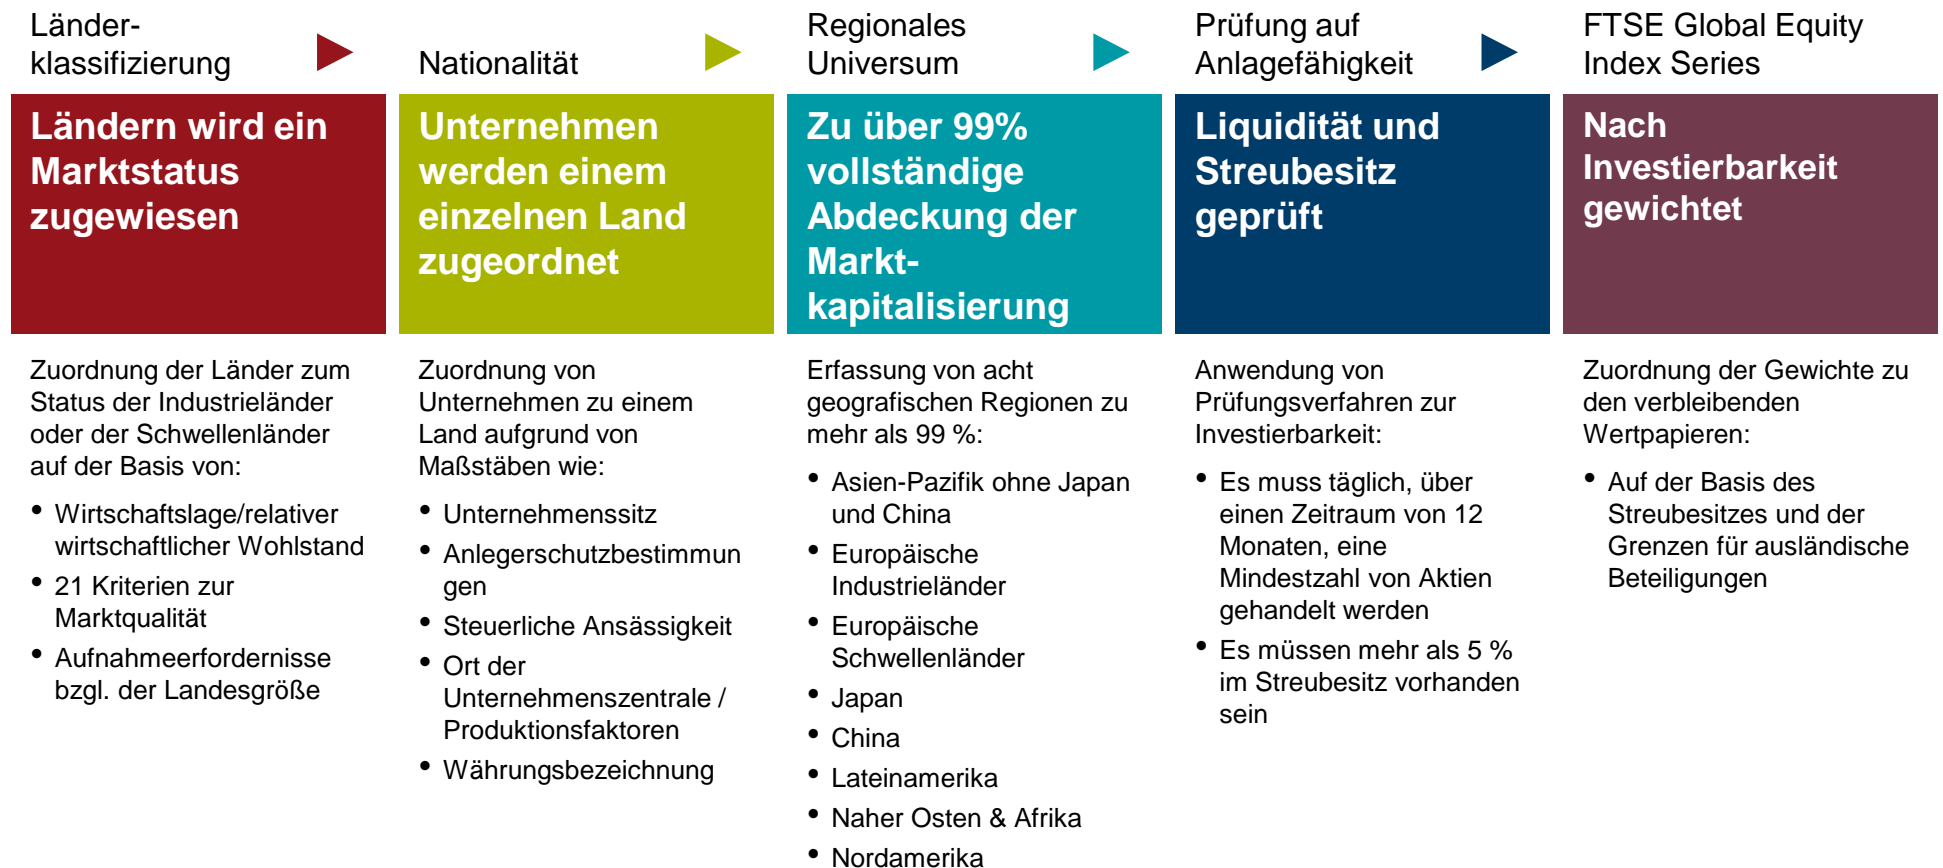 Länder-
klassifizierung
Ländern wird ein
Marktstatus
zugewiesen
Zuordnung der Länder zum
Status der Industrieländer
oder der Schwellenländer
auf der Basis von:
• Wirtschaftslage/relativer
wirtschaftlicher Wohlstand
• 21 Kriterien zur
Marktqualität
• Aufnahmeerfordernisse
bzgl. der Landesgröße
Nationalität
Unternehmen
werden einem
einzelnen Land
zugeordnet
Zuordnung von
Unternehmen zu einem
Land aufgrund von
Maßstäben wie:
• Unternehmenssitz
• Anlegerschutzbestimmun
gen
• Steuerliche Ansässigkeit
• Ort der
Unternehmenszentrale /
Produktionsfaktoren
• Währungsbezeichnung
Regionales
Universum
Zu über 99%
vollständige
Abdeckung der
Markt-
kapitalisierung
Erfassung von acht
geografischen Regionen zu
mehr als 99 %:
• Asien-Pazifik ohne Japan
und China
• Europäische
Industrieländer
• Europäische
Schwellenländer
• Japan
• China
• Lateinamerika
• Naher Osten & Afrika
• Nordamerika
Prüfung auf
Anlagefähigkeit
Liquidität und
Streubesitz
geprüft
Anwendung von
Prüfungsverfahren zur
Investierbarkeit:
• Es muss täglich, über
einen Zeitraum von 12
Monaten, eine
Mindestzahl von Aktien
gehandelt werden
• Es müssen mehr als 5 %
im Streubesitz vorhanden
sein
FTSE Global Equity
Index Series
Nach
Investierbarkeit
gewichtet
Zuordnung der Gewichte zu
den verbleibenden
Wertpapieren:
• Auf der Basis des
Streubesitzes und der
Grenzen für ausländische
Beteiligungen